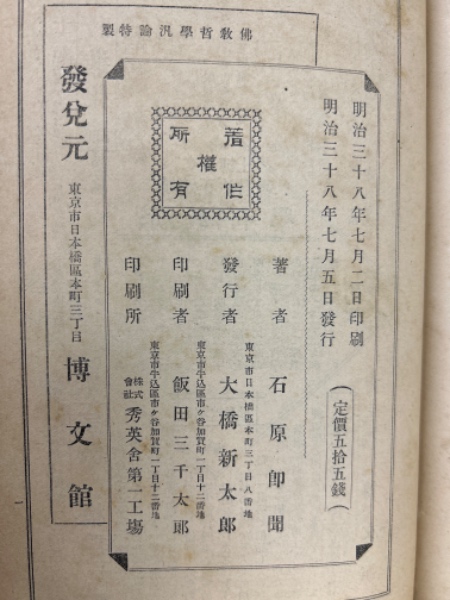 佛教哲學汎論特製
明治三十八年七月二日印刷
明治三十八年七月五日發行
(定價五拾五錢)
著作權所有
著者 石原即聞
東京市日本橋區本町三丁目八番地
發行者 大橋新太郎
東京市牛込區市ケ谷加賀町一丁目十二番地
印刷者 飯田三千太郎
東京市牛込區市ケ谷加賀町一丁目十二番地
印刷所 株式會社 秀英舍第一工場
發兌元 東京市日本橋區本町三丁目 博文館